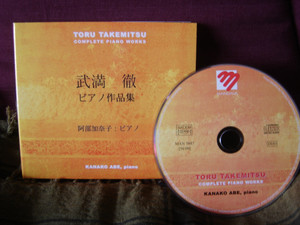 TORU TAKEMITSU
COMPLETE PIANO WORKS
武満 徹
ピアノ作品集
阿部加奈子：ピアノ
KANAKO ABE, piano
TORU TAKEMITSU
COMPLETE PIANO WORKS
KANAKO ABE, piano